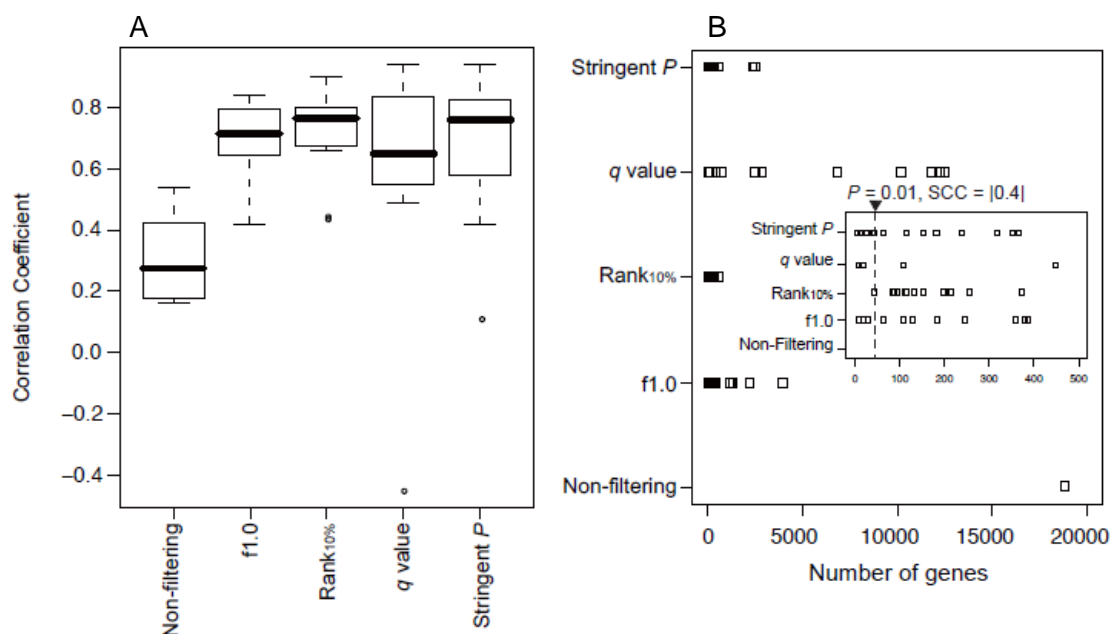 A
Correlation Coefficient
0.8
0.6
0.4
0.2
0.0
–0.2
–0.4
Non-filtering
f1.0
Rank10%
q value
Stringent P
B
Stringent P
q value
Rank10%
f1.0
Non-filtering
0 5000 10000 15000 20000
Number of genes
P = 0.01, SCC = |0.4|
Stringent P
q value
Rank10%
f1.0
Non-Filtering
0 100 200 300 400 500